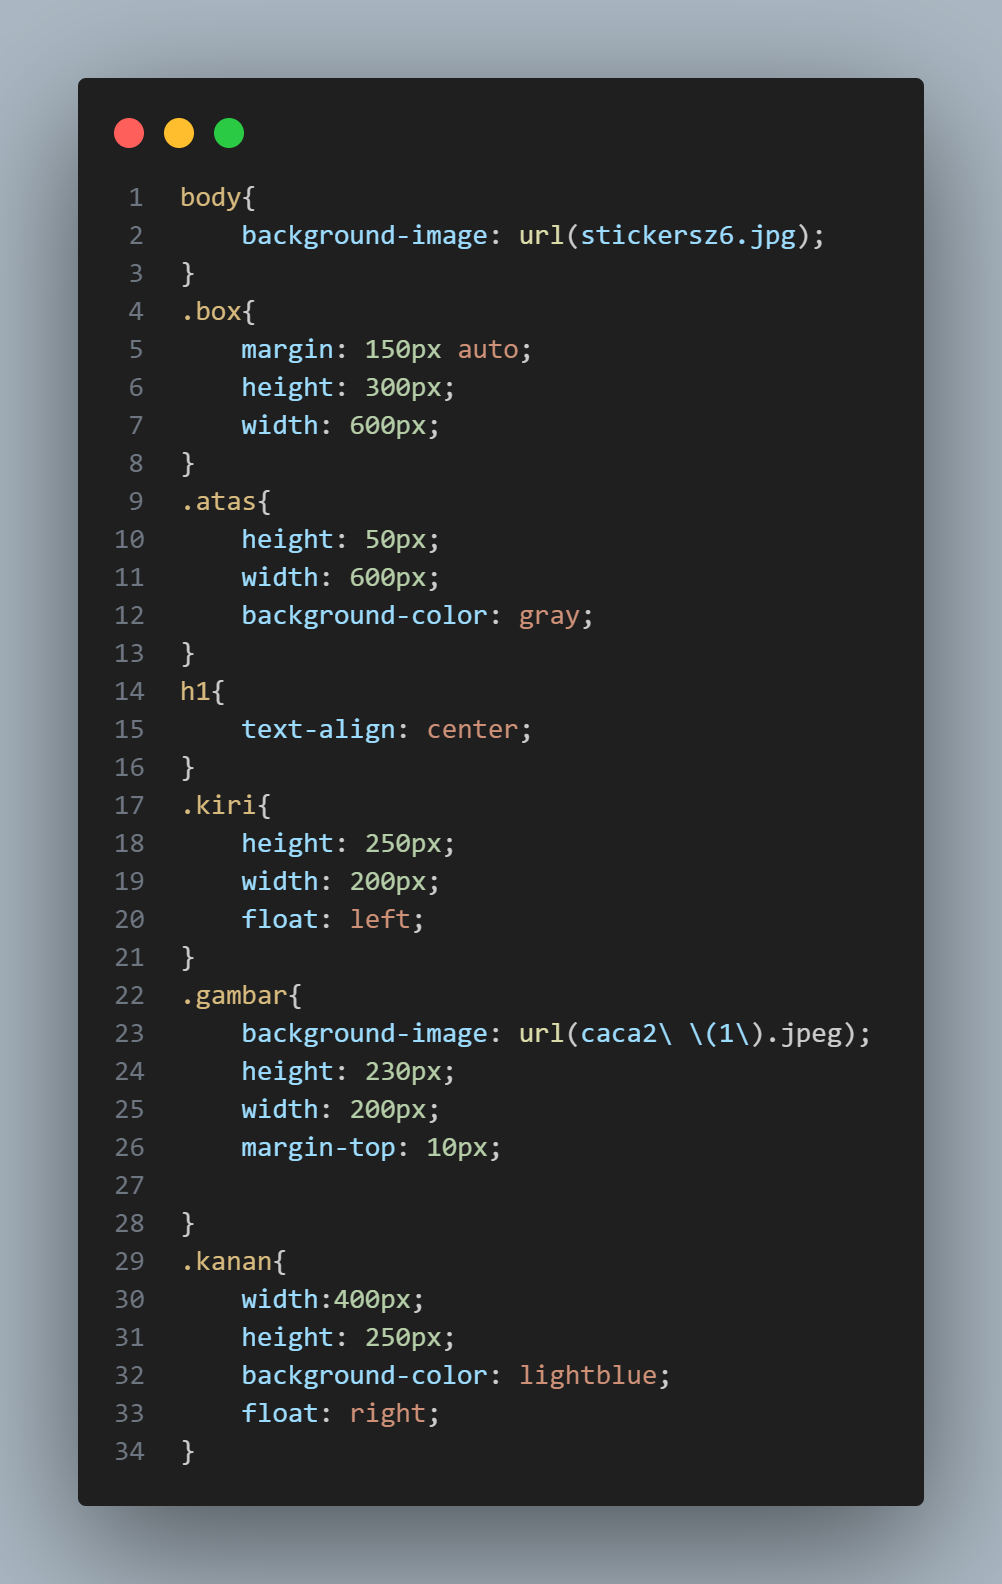 1 body{
2     background-image: url(stickersz6.jpg);
3 }
4 .box{
5     margin: 150px auto;
6     height: 300px;
7     width: 600px;
8 }
9 .atas{
10     height: 50px;
11     width: 600px;
12     background-color: gray;
13 }
14 h1{
15     text-align: center;
16 }
17 .kiri{
18     height: 250px;
19     width: 200px;
20     float: left;
21 }
22 .gambar{
23     background-image: url(caca2\ \(1\).jpeg);
24     height: 230px;
25     width: 200px;
26     margin-top: 10px;
27
28 }
29 .kanan{
30     width:400px;
31     height: 250px;
32     background-color: lightblue;
33     float: right;
34 }